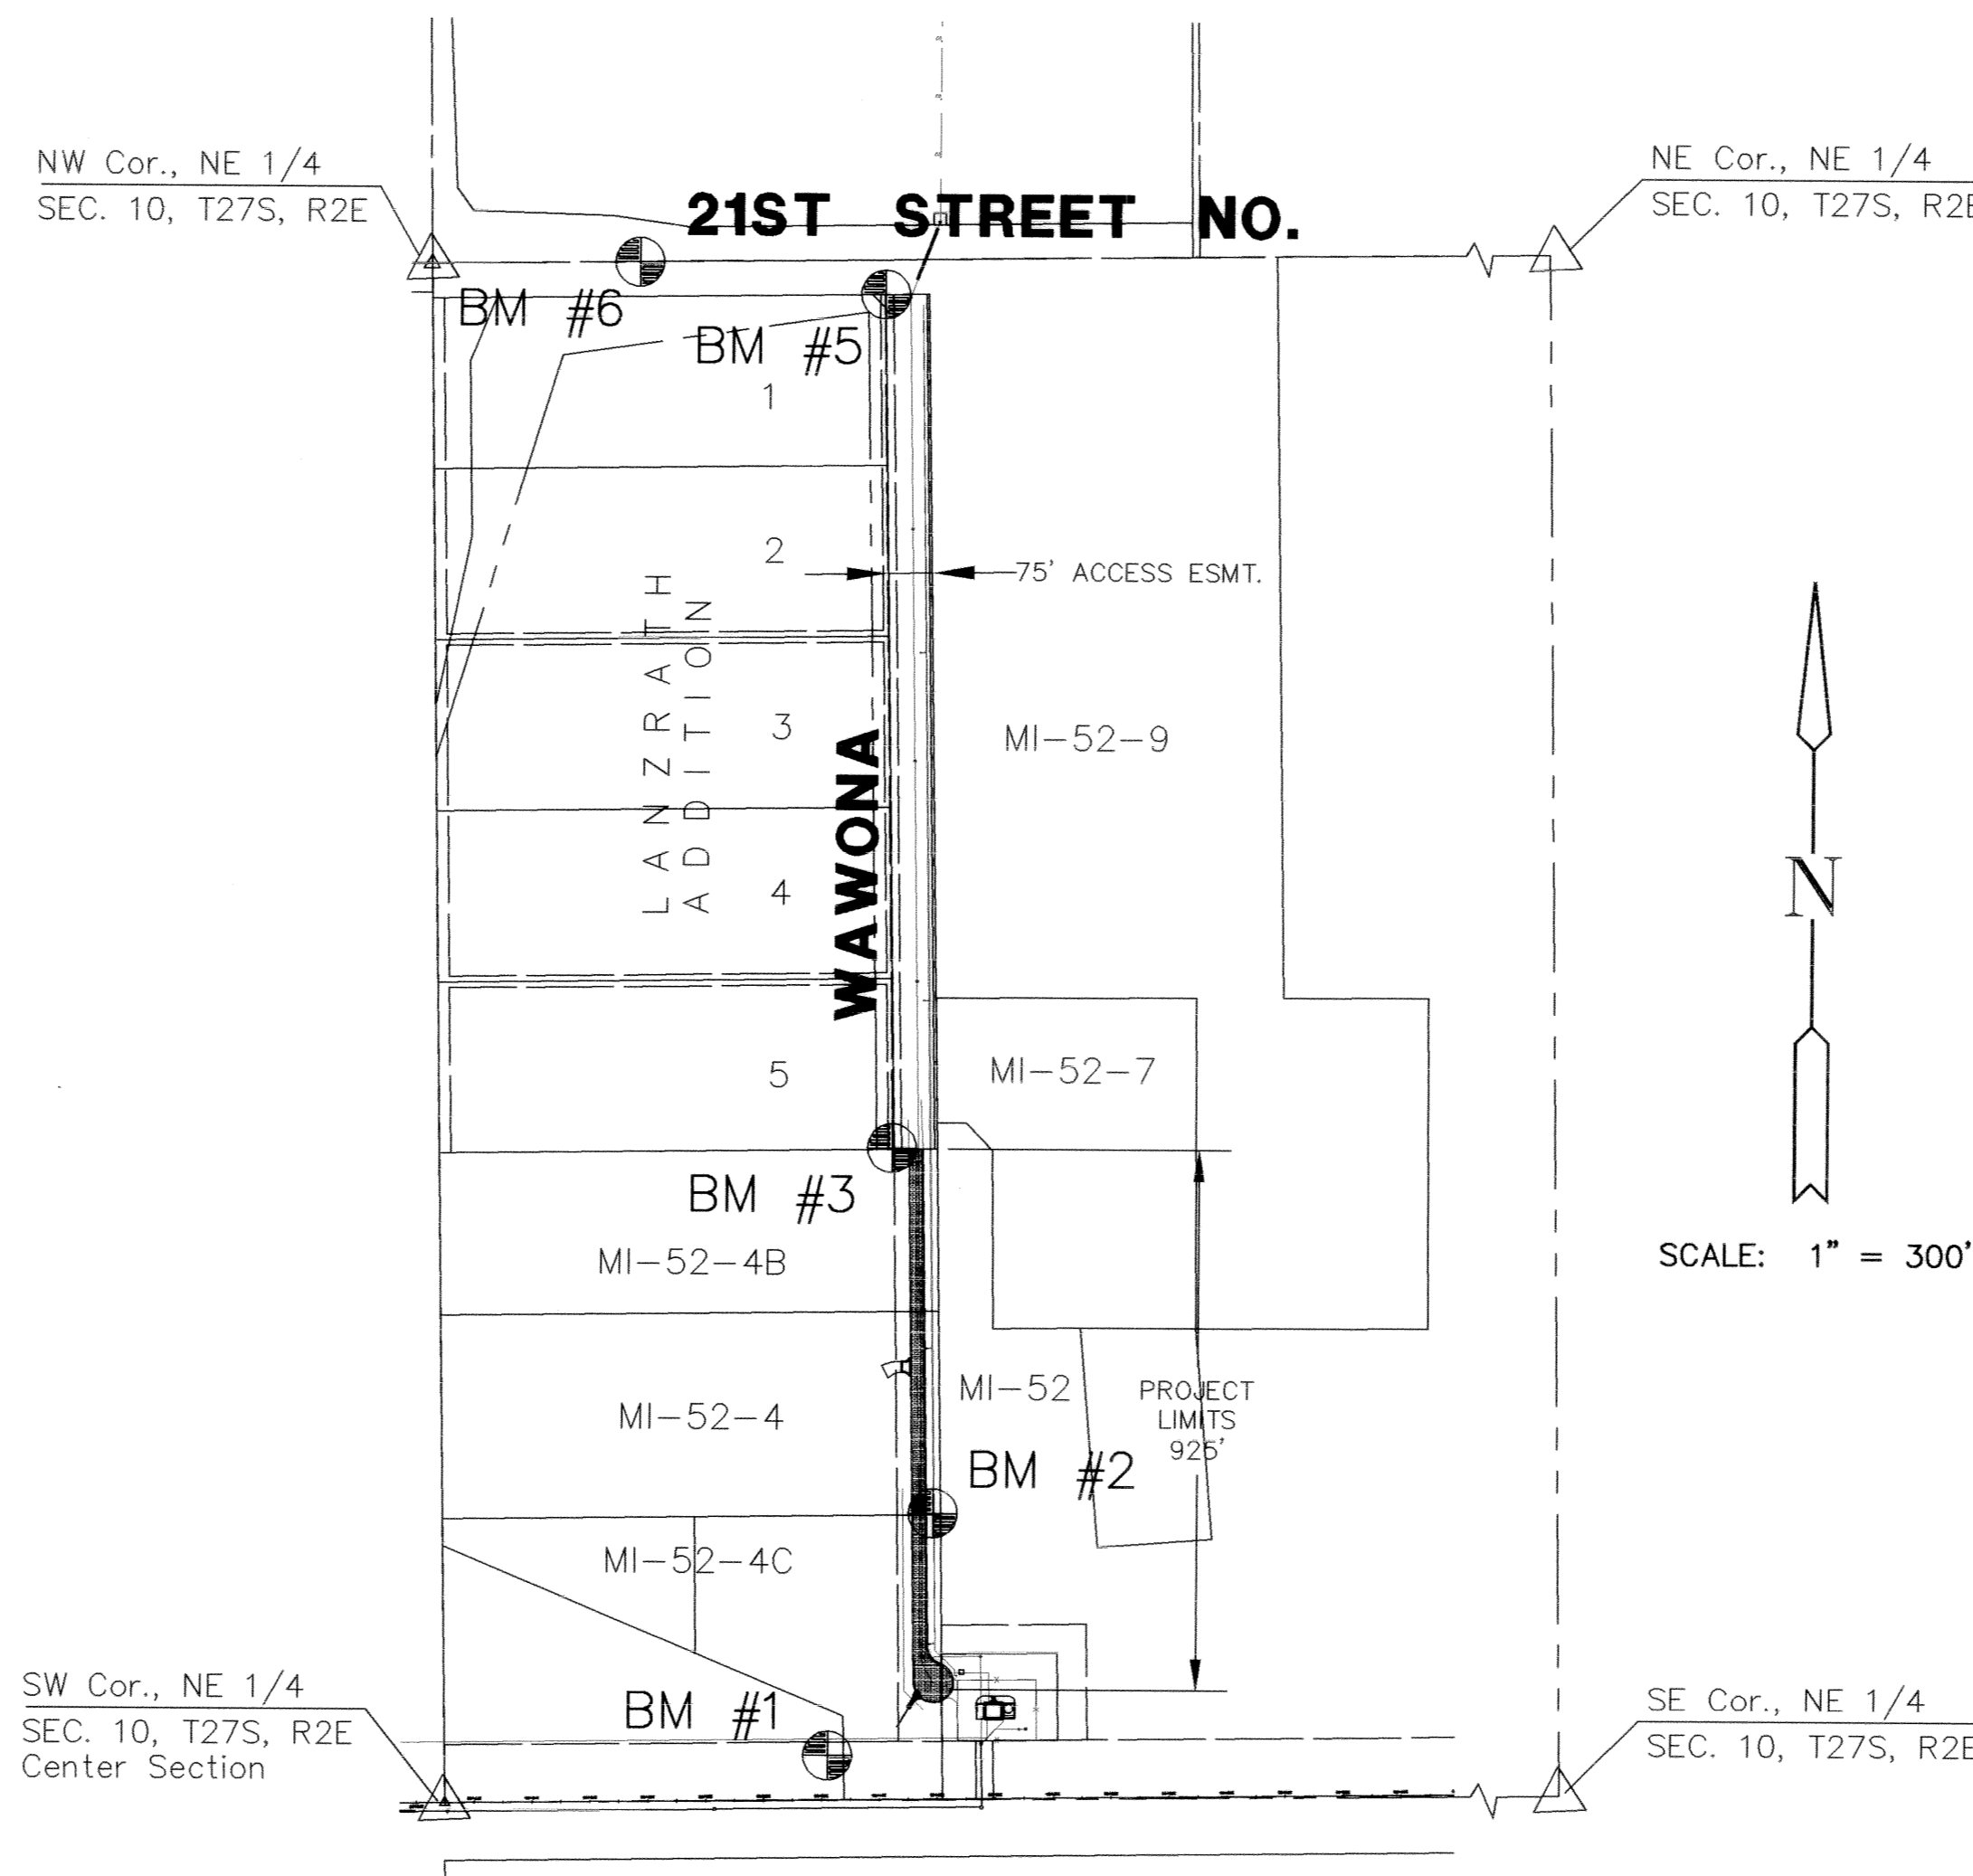 NW Cor., NE 1/4
SEC. 10, T27S, R2E
NE Cor., NE 1/4
SEC. 10, T27S, R2E
21ST STREET NO.
BM #6
BM #5
1
2
75' ACCESS ESMT.
LANZRATH
ADDITION
3
WAWONA
MI-52-9
4
N
5
MI-52-7
BM #3
MI-52-4B
SCALE: 1" = 300'
MI-52-4
MI-52
PROJECT
LIMITS
925'
BM #2
MI-52-4C
SW Cor., NE 1/4
SEC. 10, T27S, R2E
Center Section
BM #1
SE Cor., NE 1/4
SEC. 10, T27S, R2E